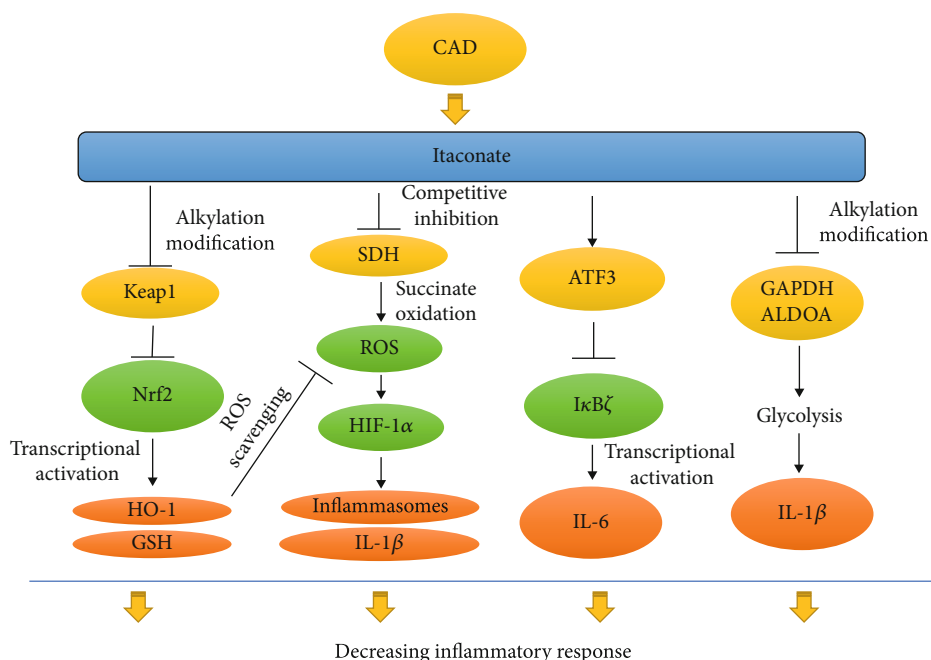 CAD
Itaconate
Alkylation
modification
Keap1
Nrf2
Transcriptional
activation
HO-1
GSH
ROS
scavenging
Competitive
inhibition
SDH
Succinate
oxidation
ROS
HIF-1α
Inflammasomes
IL-1β
ATF3
IκBζ
Transcriptional
activation
IL-6
Alkylation
modification
GAPDH
ALDOA
Glycolysis
IL-1β
Decreasing inflammatory response